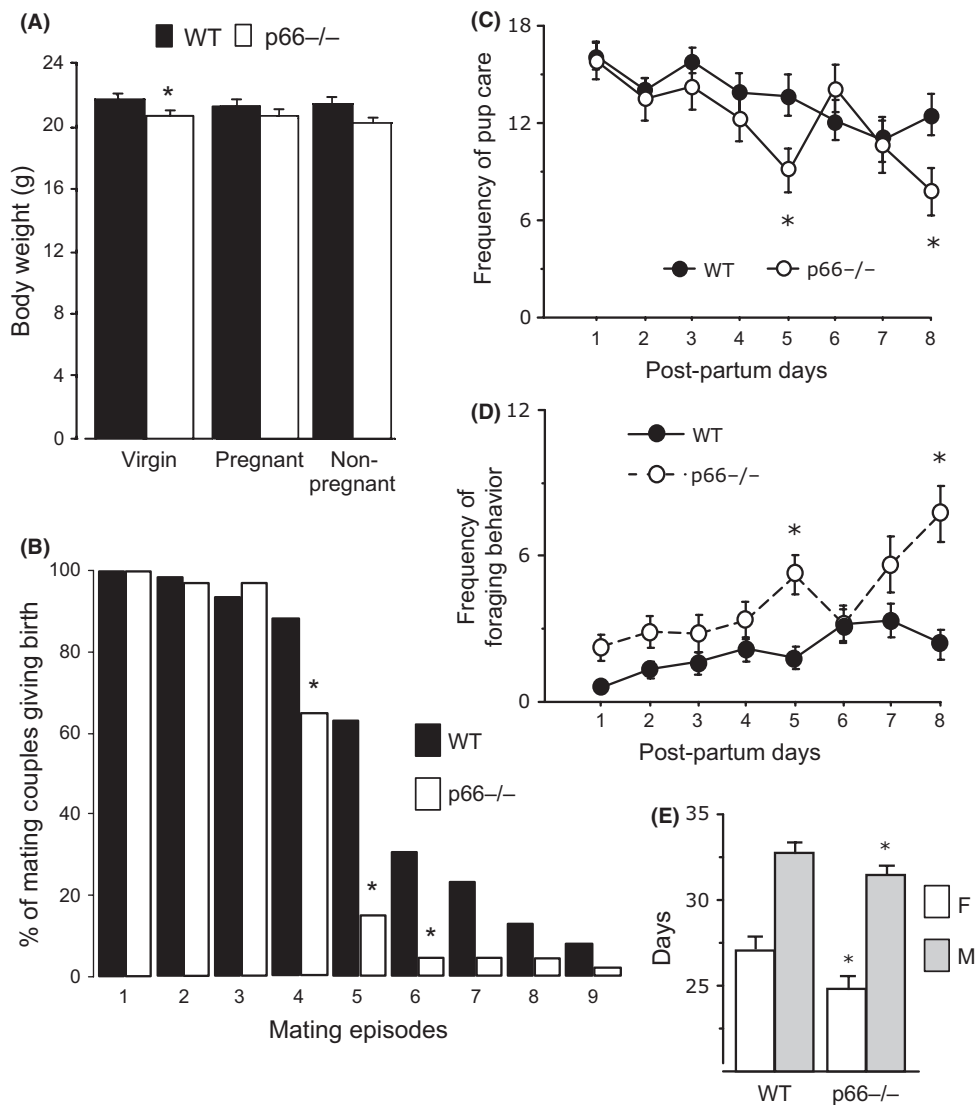 (A)
WT p66–/–
24
20
16
12
8
4
0
Body weight (g)
*
Virgin Pregnant Non-
pregnant
(B)
100
80
60
40
20
0
% of mating couples giving birth
*
*
*
WT
p66–/–
1 2 3 4 5 6 7 8 9
Mating episodes
(C)
18
12
6
0
Frequency of pup care
*
*
WT p66–/–
1 2 3 4 5 6 7 8
Post-partum days
(D)
12
9
6
3
0
Frequency of
foraging behavior
WT
p66–/–
*
*
1 2 3 4 5 6 7 8
Post-partum days
(E)
35
30
25
Days
*
*
F
M
WT p66–/–